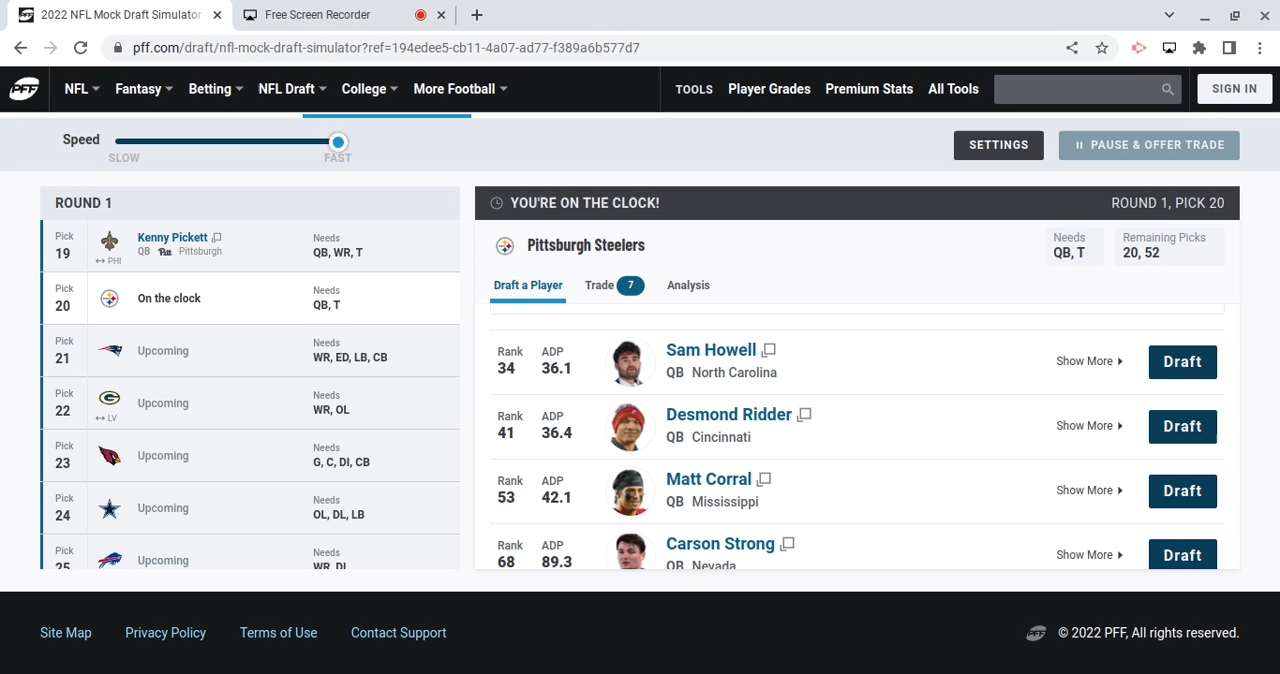 2022 NFL Mock Draft Simulator
Free Screen Recorder
pff.com/draft/nfl-mock-draft-simulator?ref=194edee5-cb11-4a07-ad77-f389a6b577d7
PFF
NFL
Fantasy
Betting
NFL Draft
College
More Football
TOOLS
Player Grades
Premium Stats
All Tools
SIGN IN
Speed
SLOW
FAST
SETTINGS
PAUSE & OFFER TRADE
ROUND 1
Pick
19
↔ PHI
Kenny Pickett
QB Pitt Pittsburgh
Needs
QB, WR, T
Pick
20
On the clock
Needs
QB, T
Pick
21
Upcoming
Needs
WR, ED, LB, CB
Pick
22
↔ LV
Upcoming
Needs
WR, OL
Pick
23
Upcoming
Needs
G, C, DI, CB
Pick
24
Upcoming
Needs
OL, DL, LB
Pick
25
Upcoming
Needs
WR, DI
YOU'RE ON THE CLOCK!
ROUND 1, PICK 20
Pittsburgh Steelers
Needs
QB, T
Remaining Picks
20, 52
Draft a Player
Trade 7
Analysis
Rank
34
ADP
36.1
Sam Howell
QB North Carolina
Show More
Draft
Rank
41
ADP
36.4
Desmond Ridder
QB Cincinnati
Show More
Draft
Rank
53
ADP
42.1
Matt Corral
QB Mississippi
Show More
Draft
Rank
68
ADP
89.3
Carson Strong
QB Nevada
Show More
Draft
Site Map
Privacy Policy
Terms of Use
Contact Support
PFF
© 2022 PFF, All rights reserved.